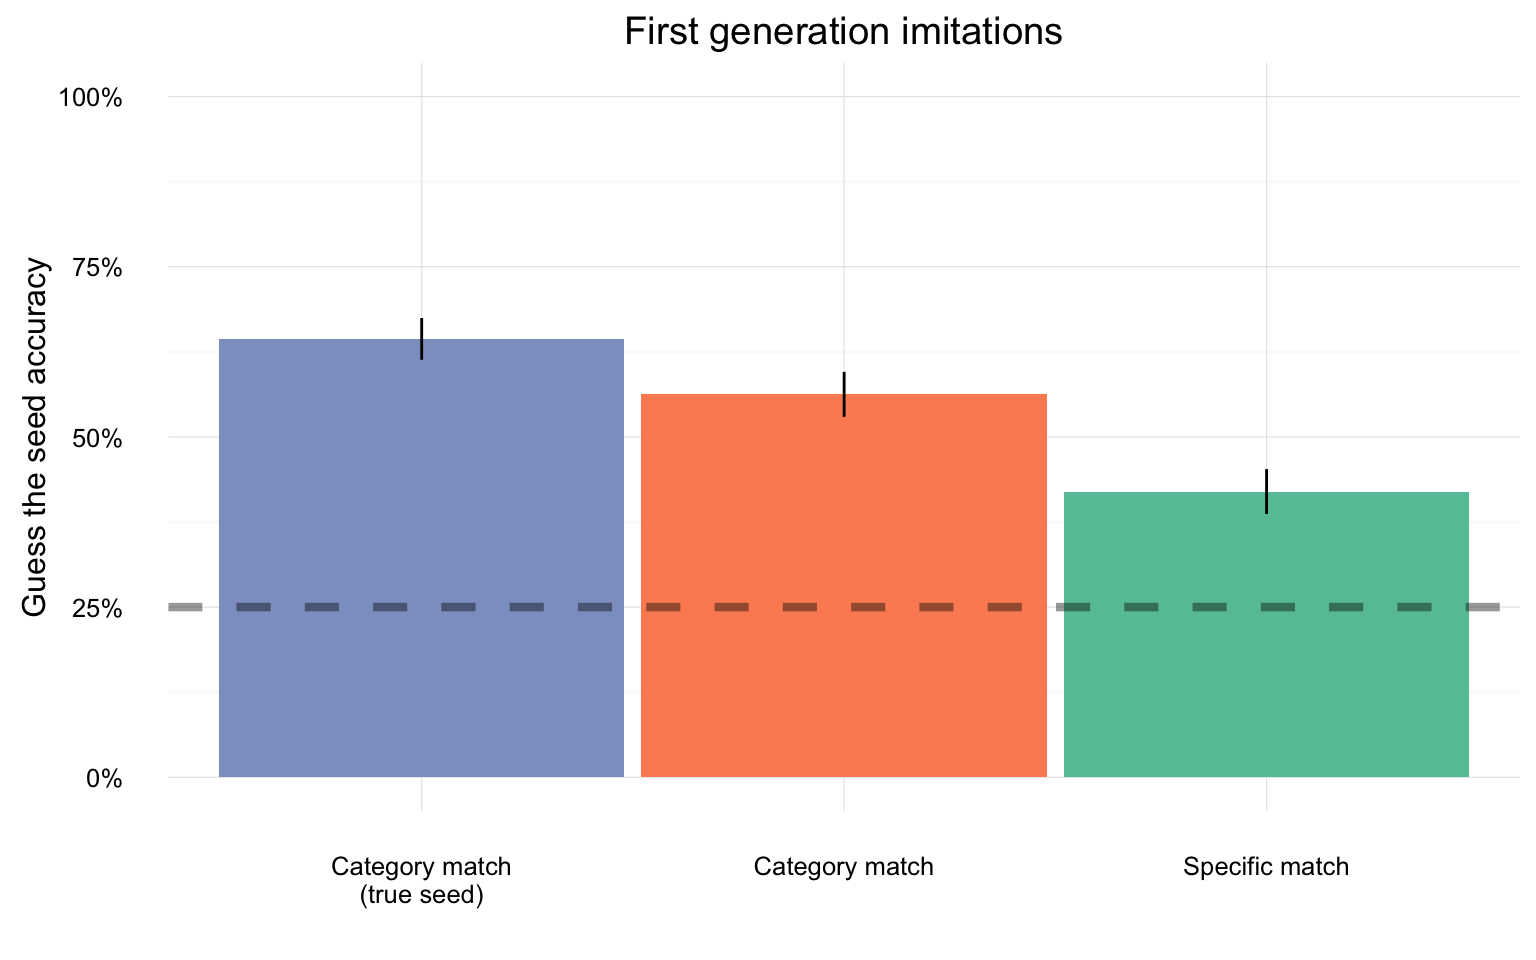 First generation imitations
100%
75%
50%
25%
0%
Guess the seed accuracy
Category match
(true seed)
Category match
Specific match